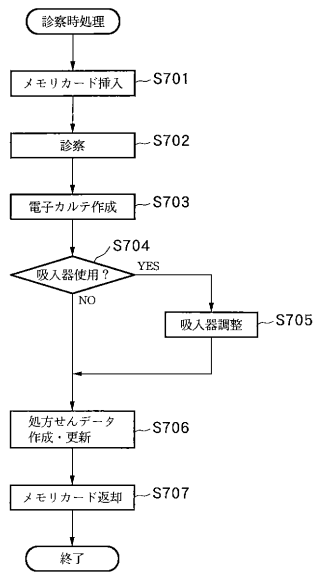 診察時処理
メモリカード挿入
S701
診察
S702
電子カルテ作成
S703
S704
吸入器使用?
YES
NO
吸入器調整
S705
処方せんデータ
作成・更新
S706
メモリカード返却
S707
終了